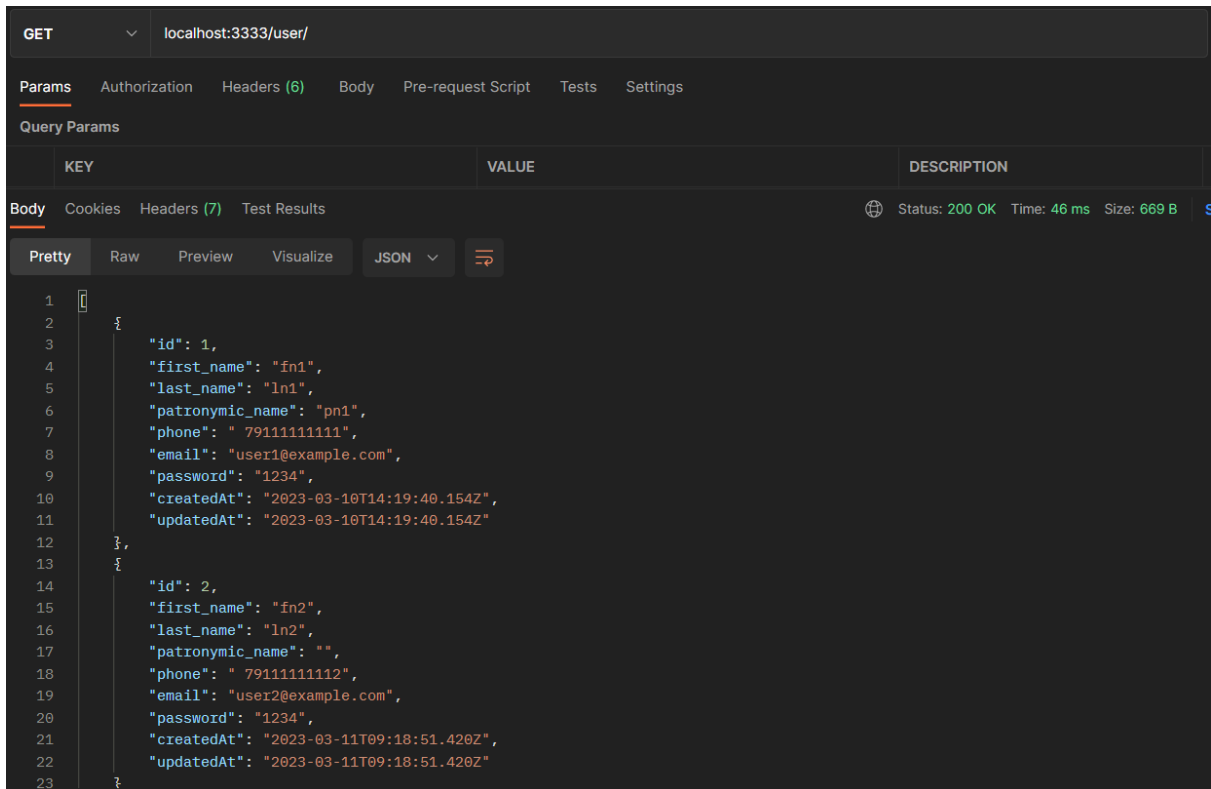 GET localhost:3333/user/
Params Authorization Headers (6) Body Pre-request Script Tests Settings
Query Params
KEY VALUE DESCRIPTION
Body Cookies Headers (7) Test Results Status: 200 OK Time: 46 ms Size: 669 B
Pretty Raw Preview Visualize JSON
1 [
2 {
3 "id": 1,
4 "first_name": "fn1",
5 "last_name": "ln1",
6 "patronymic_name": "pn1",
7 "phone": " 79111111111",
8 "email": "user1@example.com",
9 "password": "1234",
10 "createdAt": "2023-03-10T14:19:40.154Z",
11 "updatedAt": "2023-03-10T14:19:40.154Z"
12 },
13 {
14 "id": 2,
15 "first_name": "fn2",
16 "last_name": "ln2",
17 "patronymic_name": "",
18 "phone": " 79111111112",
19 "email": "user2@example.com",
20 "password": "1234",
21 "createdAt": "2023-03-11T09:18:51.420Z",
22 "updatedAt": "2023-03-11T09:18:51.420Z"
23 }